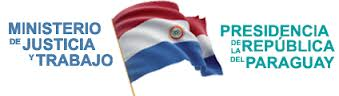 MINISTERIO
DE JUSTICIA
Y TRABAJO
PRESIDENCIA
DE LA REPÚBLICA
DEL PARAGUAY